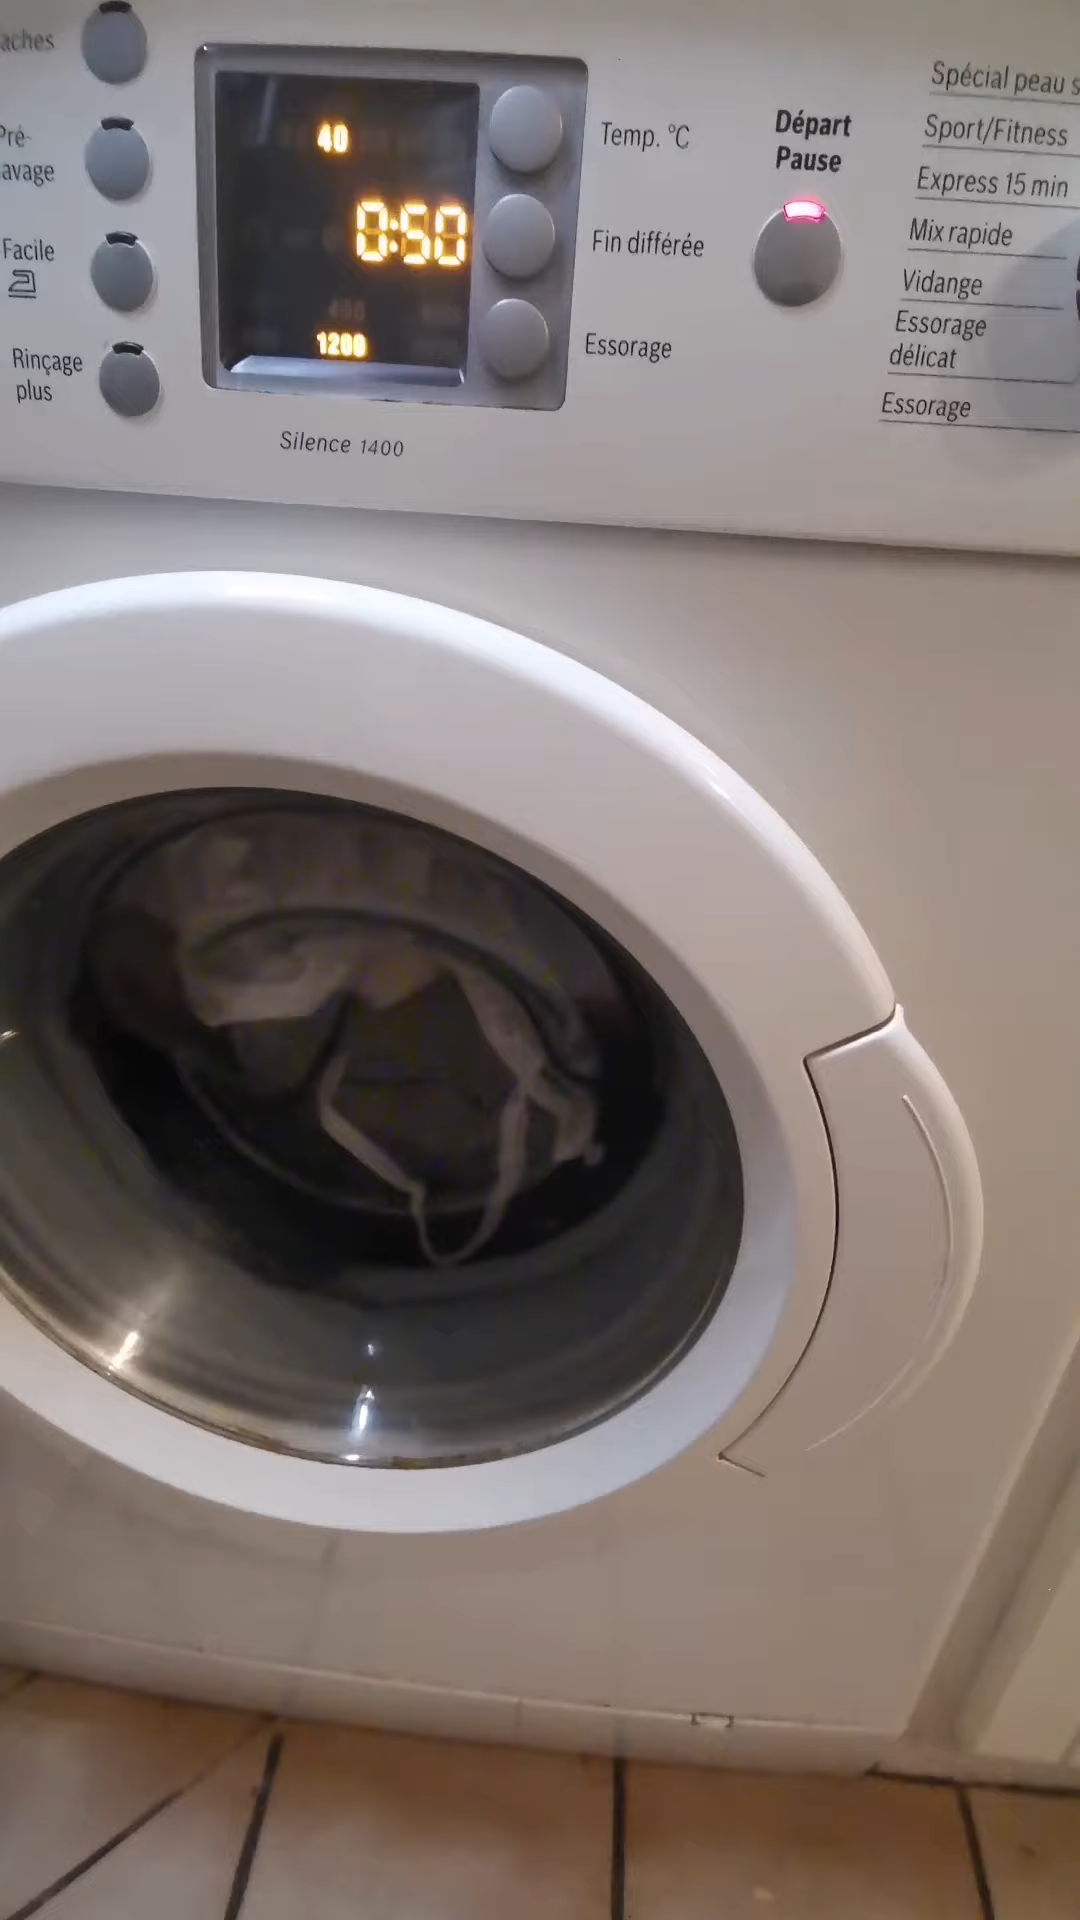 aches
Pré-
avage
Facile
Rinçage
plus
40
0:50
400
1200
Silence 1400
Temp. °C
Fin différée
Essorage
Départ
Pause
Spécial peau s
Sport/Fitness
Express 15 min
Mix rapide
Vidange
Essorage
délicat
Essorage